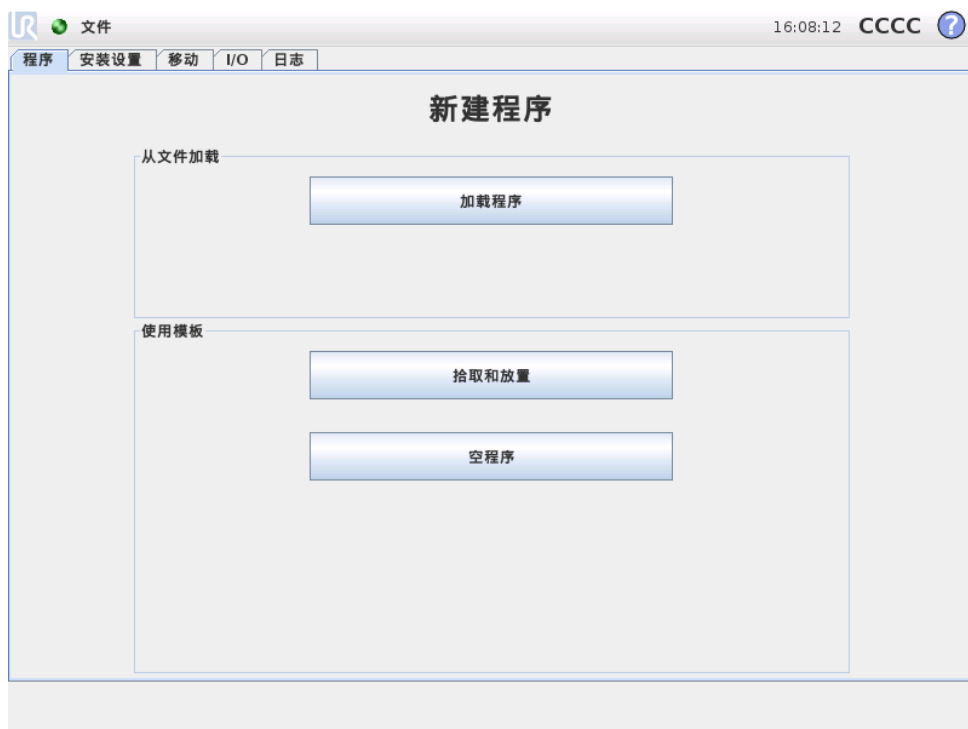 UR 文件 16:08:12 CCCC ?
程序 安装设置 移动 I/O 日志
新建程序
从文件加载
加载程序
使用模板
拾取和放置
空程序